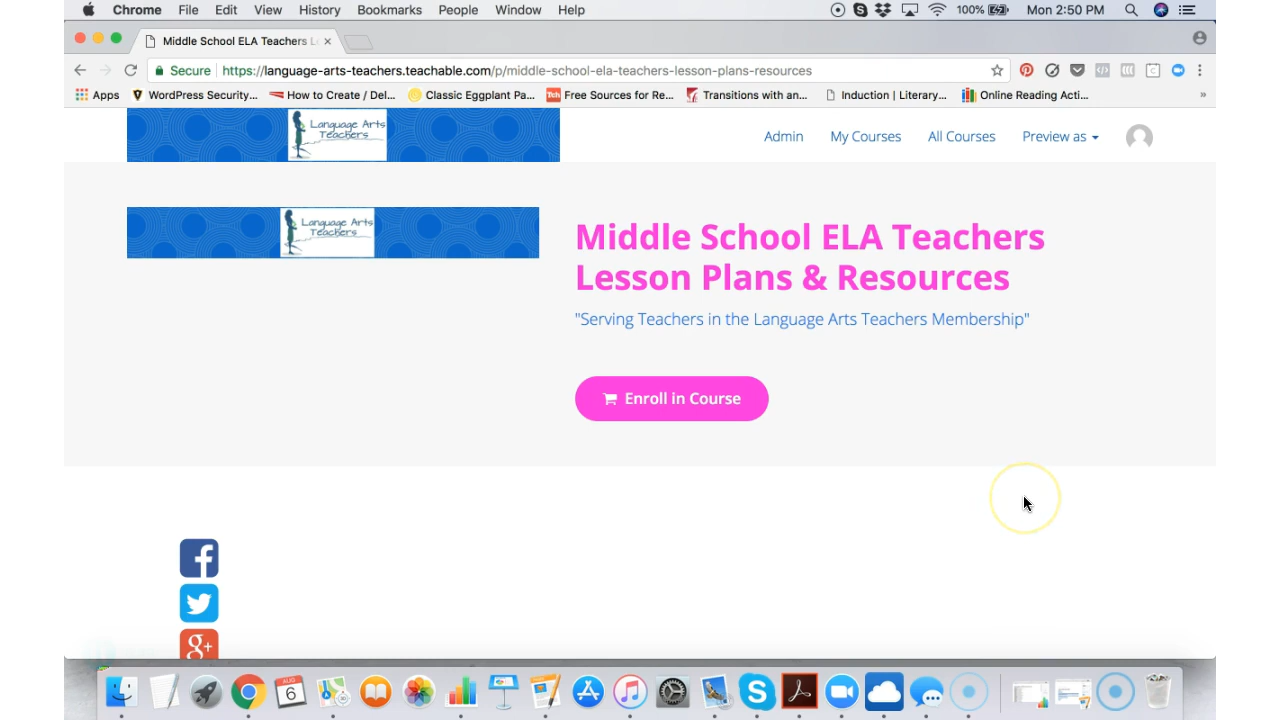 Chrome File Edit View History Bookmarks People Window Help 100% Mon 2:50 PM
Middle School ELA Teachers L
Secure https://language-arts-teachers.teachable.com/p/middle-school-ela-teachers-lesson-plans-resources
Apps WordPress Security... How to Create / Del... Classic Eggplant Pa... Free Sources for Re... Transitions with an... Induction | Literary... Online Reading Acti... »
Language Arts
Teachers
Admin My Courses All Courses Preview as
Language Arts
Teachers
Middle School ELA Teachers
Lesson Plans & Resources
"Serving Teachers in the Language Arts Teachers Membership"
Enroll in Course
f
g+
AUG
6